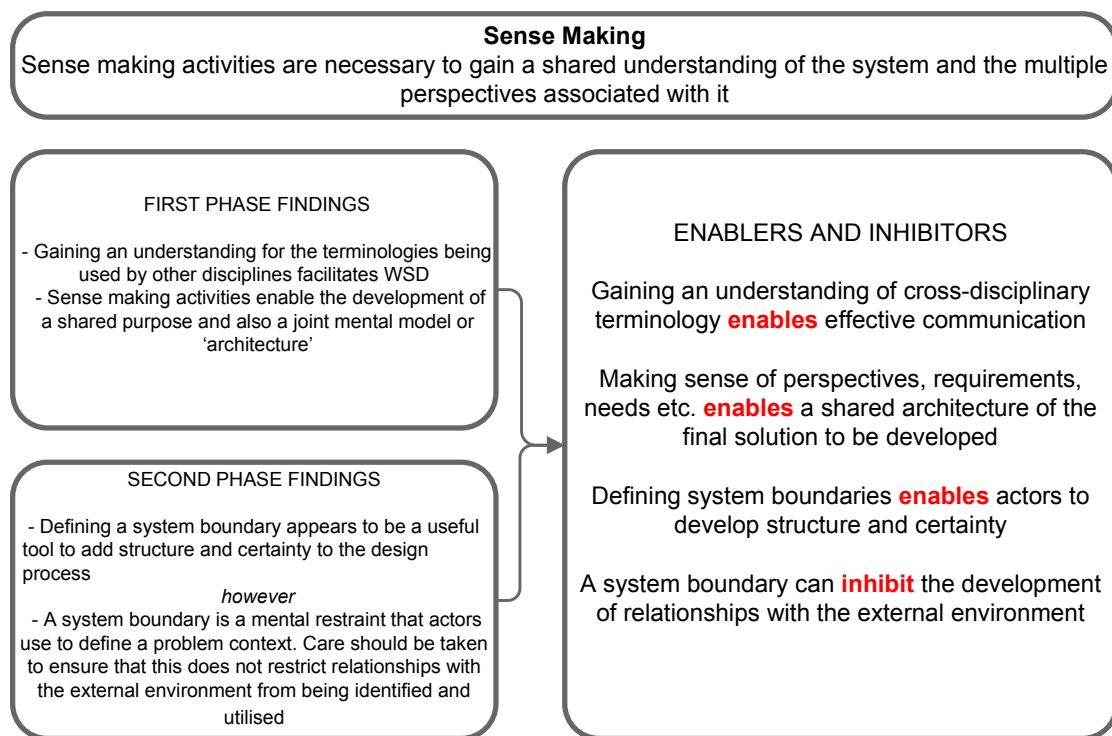 Sense Making
Sense making activities are necessary to gain a shared understanding of the system and the multiple
perspectives associated with it
FIRST PHASE FINDINGS
- Gaining an understanding for the terminologies being
used by other disciplines facilitates WSD
- Sense making activities enable the development of
a shared purpose and also a joint mental model or
‘architecture’
SECOND PHASE FINDINGS
- Defining a system boundary appears to be a useful
tool to add structure and certainty to the design
process
however
- A system boundary is a mental restraint that actors
use to define a problem context. Care should be taken
to ensure that this does not restrict relationships with
the external environment from being identified and
utilised
ENABLERS AND INHIBITORS
Gaining an understanding of cross-disciplinary
terminology enables effective communication
Making sense of perspectives, requirements,
needs etc. enables a shared architecture of the
final solution to be developed
Defining system boundaries enables actors to
develop structure and certainty
A system boundary can inhibit the development
of relationships with the external environment